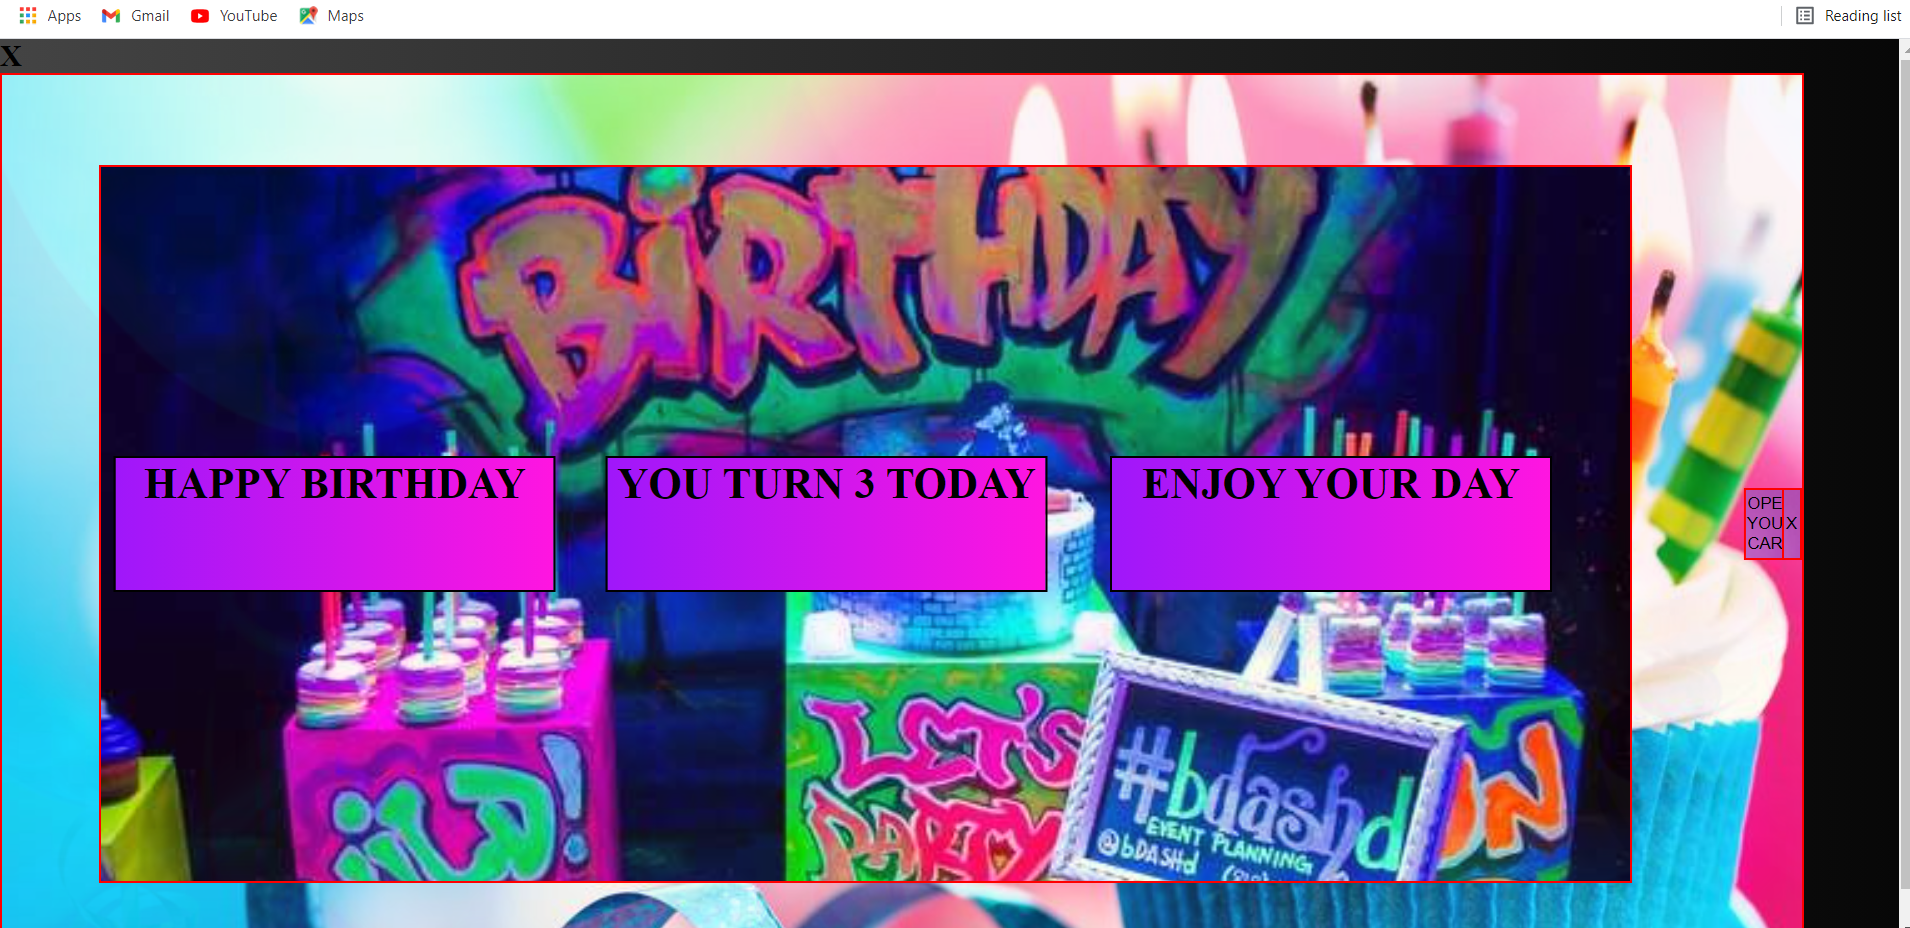 Apps Gmail YouTube Maps Reading list
X
BIRTHDAY
HAPPY BIRTHDAY YOU TURN 3 TODAY ENJOY YOUR DAY
OPE
YOU X
CAR
LET'S
PARTY
#bdashd
EVENT PLANNING
@bDASHd